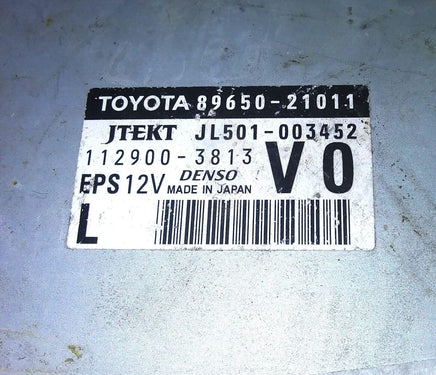 TOYOTA 89650-21011
JTEKT JL501-003452
112900-3813 V0
EPS 12V DENSO
MADE IN JAPAN
L